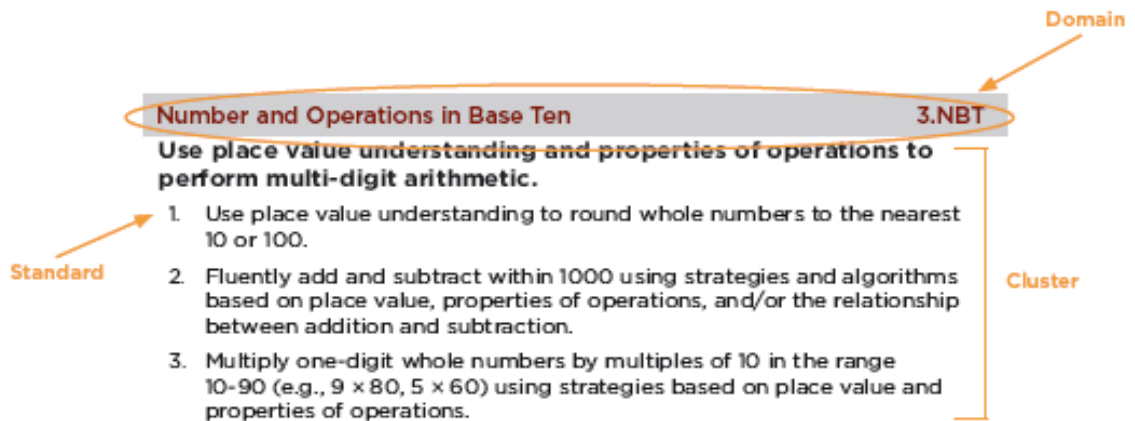 Domain
Number and Operations in Base Ten 3.NBT
Use place value understanding and properties of operations to
perform multi-digit arithmetic.
1. Use place value understanding to round whole numbers to the nearest
10 or 100.
Standard
2. Fluently add and subtract within 1000 using strategies and algorithms
based on place value, properties of operations, and/or the relationship
between addition and subtraction.
Cluster
3. Multiply one-digit whole numbers by multiples of 10 in the range
10-90 (e.g., 9 × 80, 5 × 60) using strategies based on place value and
properties of operations.